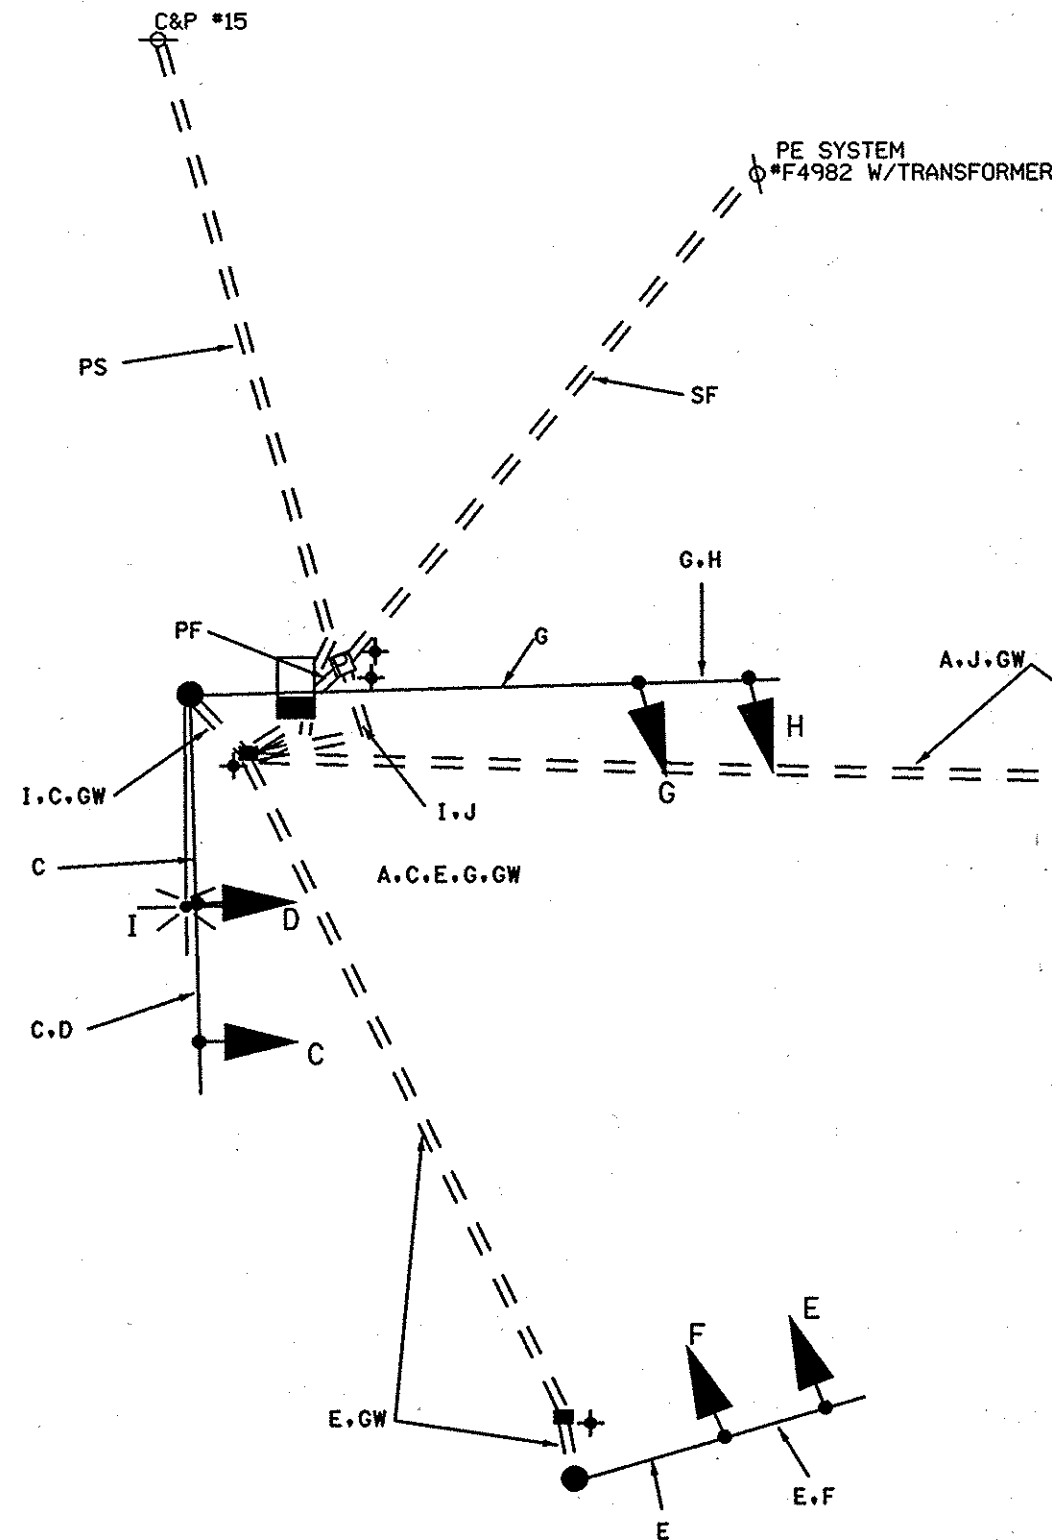 C&P #15
PE SYSTEM
#F4982 W/TRANSFORMER
PS
SF
G.H
PF
G
A.J.GW
H
G
I.C.GW
I.J
C
A.C.E.G.GW
I
D
C.D
C
E
F
E.GW
E.F
E